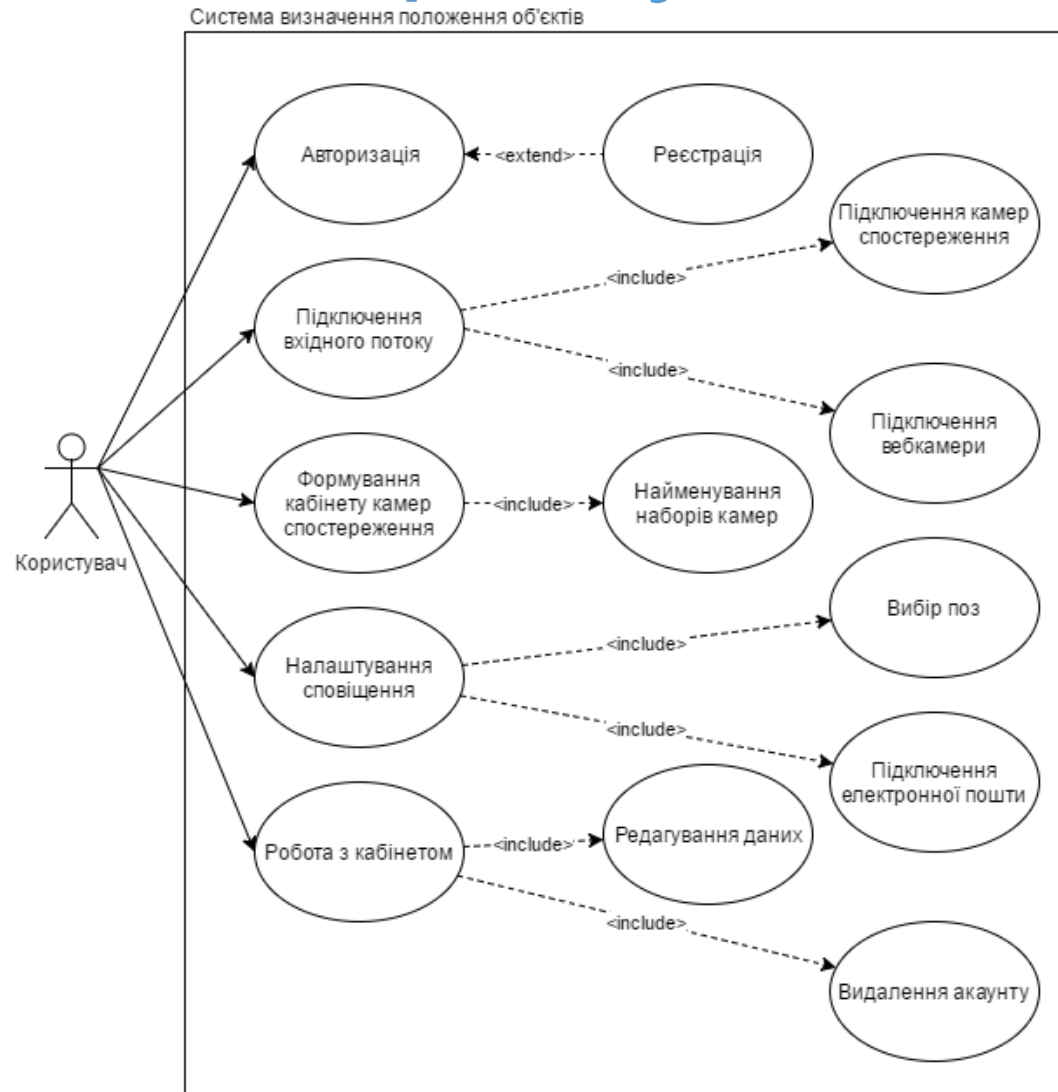 Система визначення положення об'єктів
Авторизація
<extend>
Реєстрація
Підключення камер
спостереження
<include>
Підключення
вхідного потоку
<include>
Підключення
вебкамери
Користувач
Формування
кабінету камер
спостереження
<include>
Найменування
наборів камер
Вибір поз
<include>
Налаштування
сповіщення
<include>
Підключення
електронної пошти
Робота з кабінетом
<include>
Редагування даних
<include>
Видалення акаунту